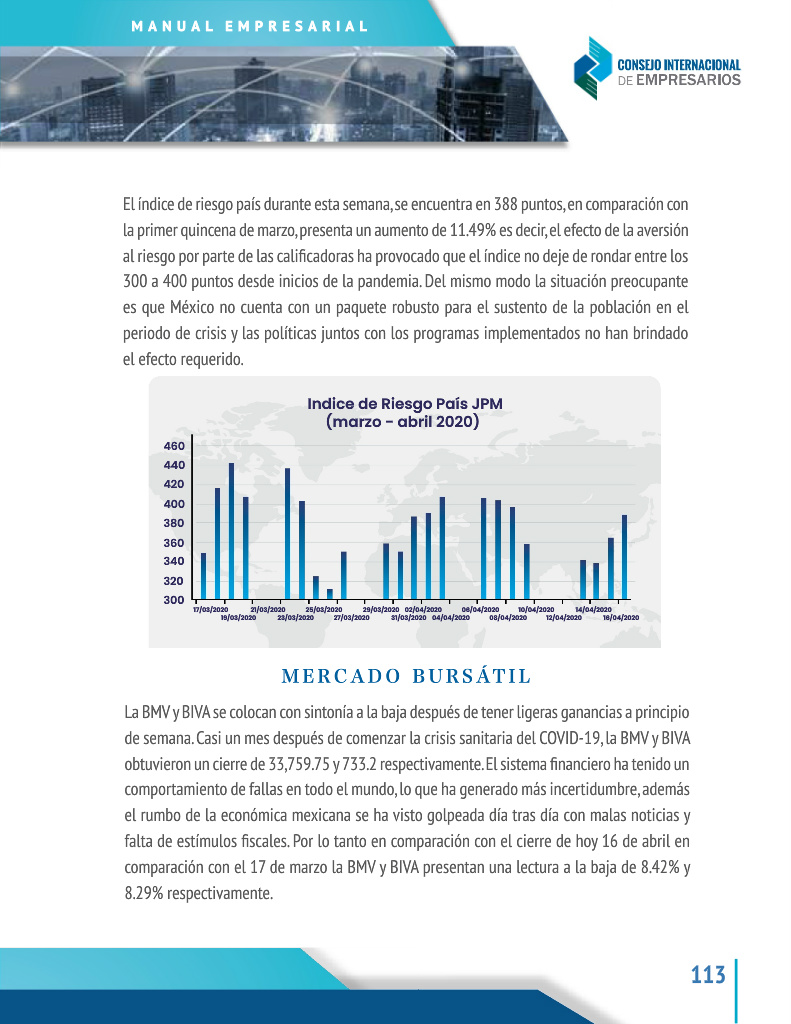 MANUAL EMPRESARIAL
CONSEJO INTERNACIONAL
DE EMPRESARIOS
El índice de riesgo país durante esta semana, se encuentra en 388 puntos, en comparación con
la primer quincena de marzo, presenta un aumento de 11.49% es decir, el efecto de la aversión
al riesgo por parte de las calificadoras ha provocado que el índice no deje de rondar entre los
300 a 400 puntos desde inicios de la pandemia. Del mismo modo la situación preocupante
es que México no cuenta con un paquete robusto para el sustento de la población en el
periodo de crisis y las políticas juntos con los programas implementados no han brindado
el efecto requerido.
Indice de Riesgo País JPM
(marzo - abril 2020)
460
440
420
400
380
360
340
320
300
17/03/2020 21/03/2020 25/03/2020 29/03/2020 02/04/2020 06/04/2020 10/04/2020 14/04/2020
19/03/2020 23/03/2020 27/03/2020 31/03/2020 04/04/2020 08/04/2020 12/04/2020 16/04/2020
MERCADO BURSÁTIL
La BMV y BIVA se colocan con sintonía a la baja después de tener ligeras ganancias a principio
de semana. Casi un mes después de comenzar la crisis sanitaria del COVID-19, la BMV y BIVA
obtuvieron un cierre de 33,759.75 y 733.2 respectivamente. El sistema financiero ha tenido un
comportamiento de fallas en todo el mundo, lo que ha generado más incertidumbre, además
el rumbo de la económica mexicana se ha visto golpeada día tras día con malas noticias y
falta de estímulos fiscales. Por lo tanto en comparación con el cierre de hoy 16 de abril en
comparación con el 17 de marzo la BMV y BIVA presentan una lectura a la baja de 8.42% y
8.29% respectivamente.
113